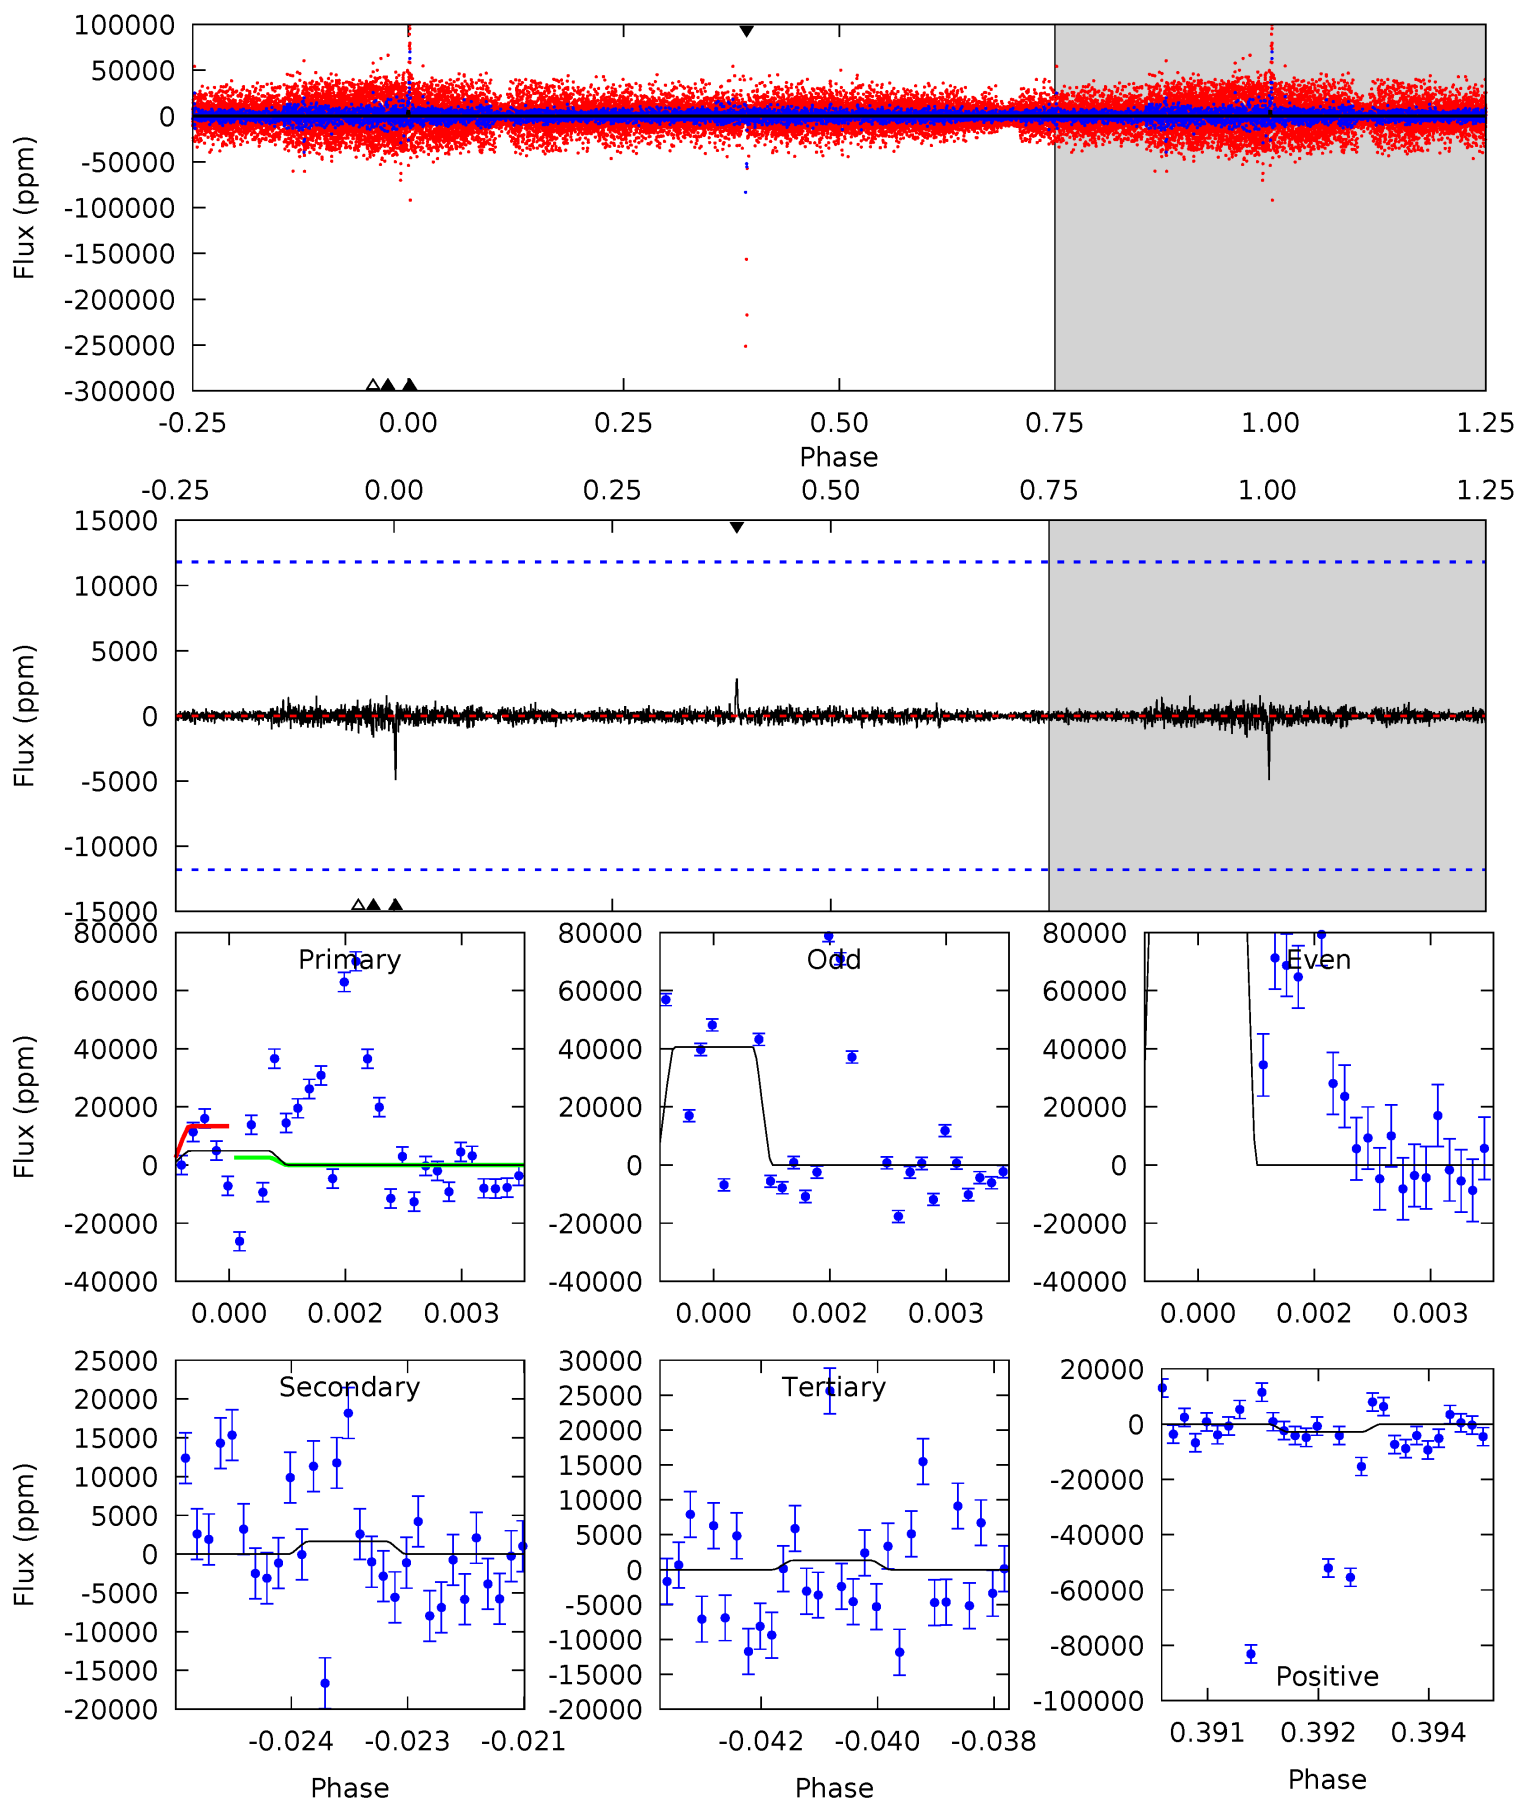 100000
50000
0
-50000
-100000
-150000
-200000
-250000
-300000
Flux (ppm)
-0.25 0.00 0.25 0.50 0.75 1.00 1.25
Phase
-0.25 0.00 0.25 0.50 0.75 1.00 1.25
15000
10000
5000
0
-5000
-10000
-15000
Flux (ppm)
Primary
80000
60000
40000
20000
0
-20000
-40000
Flux (ppm)
0.000 0.002 0.003
Odd
80000
60000
40000
20000
0
-20000
-40000
0.000 0.002 0.003
Even
80000
60000
40000
20000
0
-20000
-40000
0.000 0.002 0.003
Secondary
25000
20000
15000
10000
5000
0
-5000
-10000
-15000
-20000
Flux (ppm)
-0.024 -0.023 -0.021
Phase
Tertiary
30000
25000
20000
15000
10000
5000
0
-5000
-10000
-15000
-20000
-0.042 -0.040 -0.038
Phase
20000
0
-20000
-40000
-60000
-80000
-100000
Positive
0.391 0.392 0.394
Phase